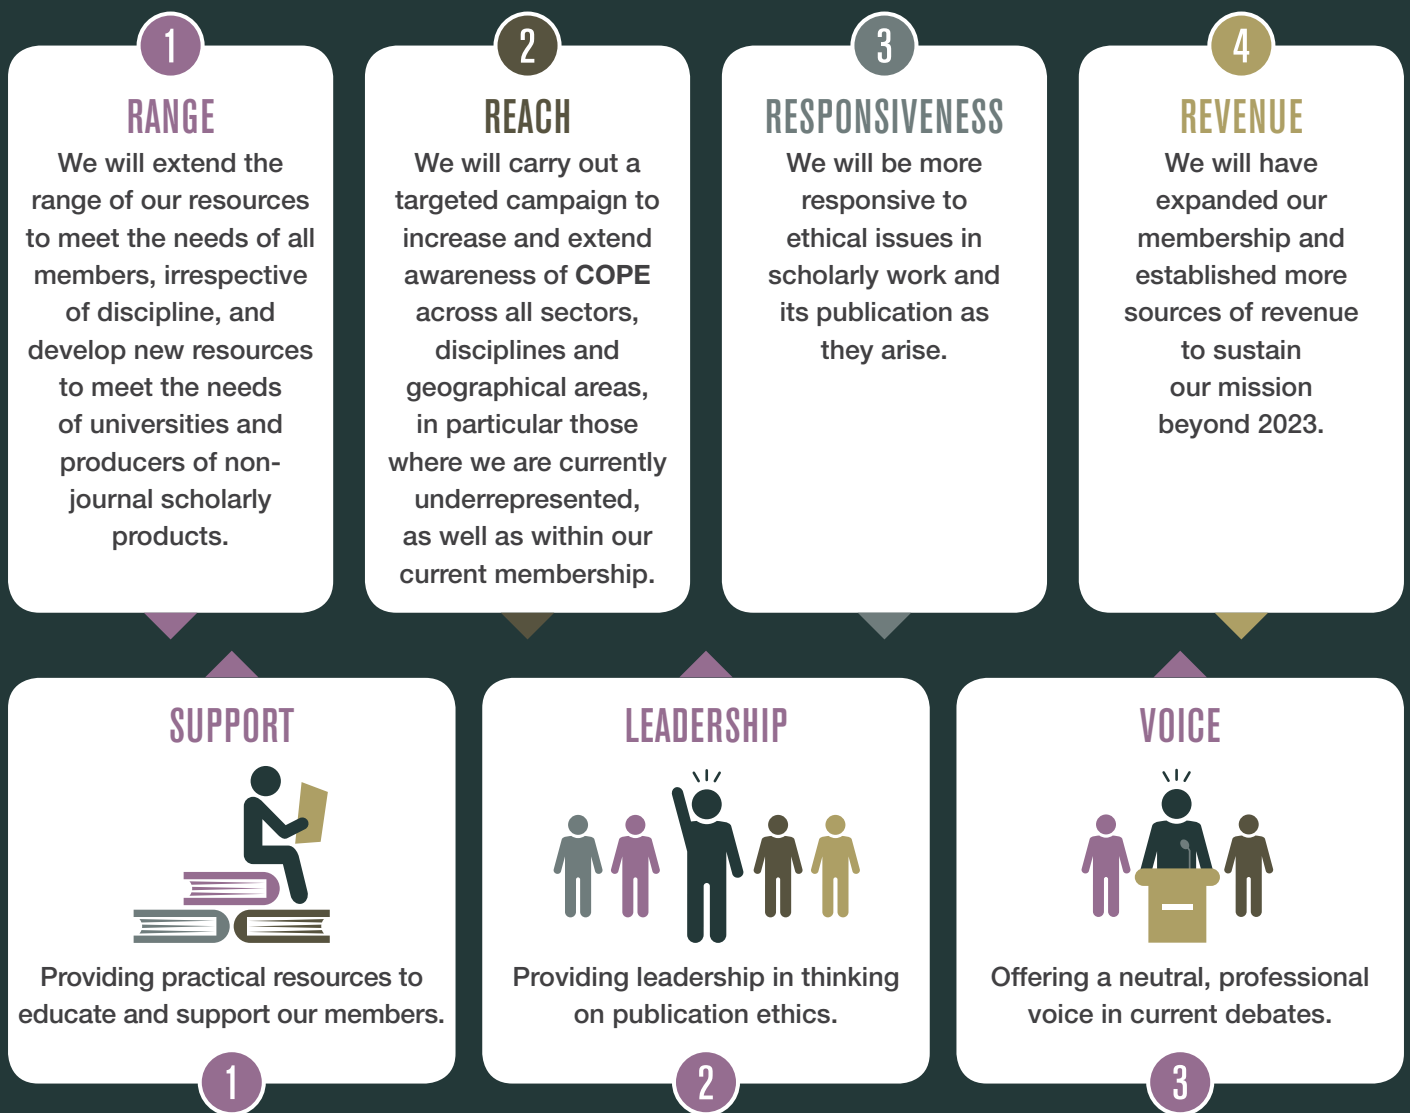 1
RANGE
We will extend the
range of our resources
to meet the needs of all
members, irrespective
of discipline, and
develop new resources
to meet the needs
of universities and
producers of non-
journal scholarly
products.
2
REACH
We will carry out a
targeted campaign to
increase and extend
awareness of COPE
across all sectors,
disciplines and
geographical areas,
in particular those
where we are currently
underrepresented,
as well as within our
current membership.
3
RESPONSIVENESS
We will be more
responsive to
ethical issues in
scholarly work and
its publication as
they arise.
4
REVENUE
We will have
expanded our
membership and
established more
sources of revenue
to sustain
our mission
beyond 2023.
SUPPORT
Providing practical resources to
educate and support our members.
1
LEADERSHIP
Providing leadership in thinking
on publication ethics.
2
VOICE
Offering a neutral, professional
voice in current debates.
3